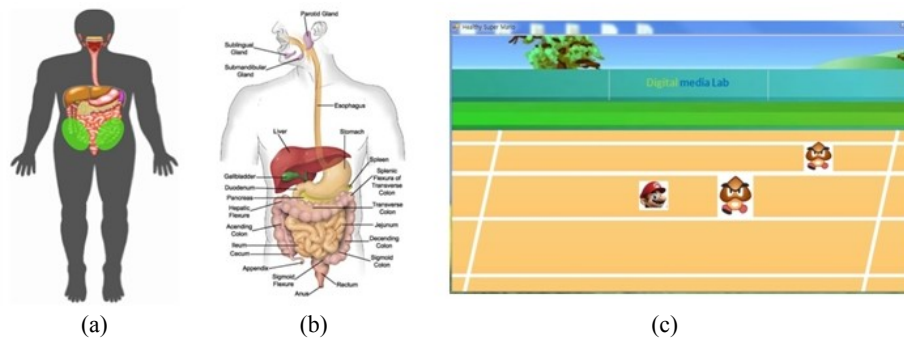 Parotid Gland
Sublingual
Gland
Submandibular
Gland
Esophagus
Liver
Stomach
Spleen
Gallbladder
Splenic
Flexura of
Transverse
Colon
Duodenum
Pancreas
Hepatic
Flexure
Transverse
Colon
Acending
Colon
Jejunum
Ileum
Decending
Colon
Cecum
Sigmoid
Colon
Appendix
Sigmoid
Flexure
Rectum
Anus
Healthy Super Mario
Digital media Lab
(a)
(b)
(c)